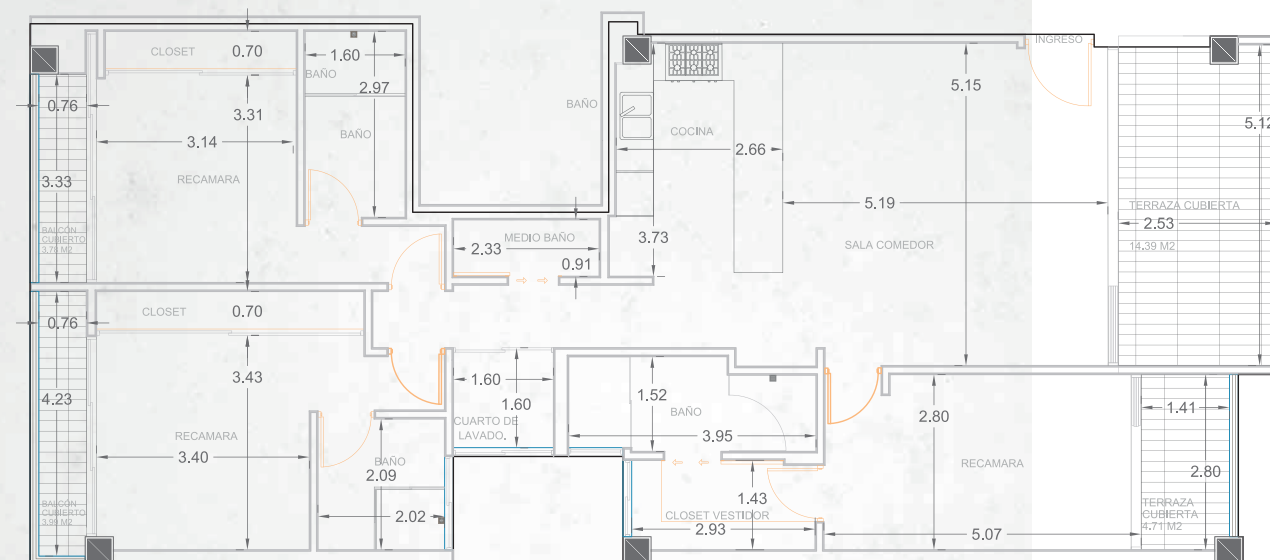 CLOSET
0.70
1.60
BAÑO
2.97
BAÑO
0.76
3.31
3.14
RECAMARA
3.33
BALCÓN
CUBIERTO
3.78 M2
BAÑO
COCINA
2.66
3.73
INGRESO
5.15
5.19
SALA COMEDOR
5.12
TERRAZA CUBIERTA
2.53
14.39 M2
MEDIO BAÑO
2.33
0.91
CLOSET
0.70
0.76
3.43
4.23
RECAMARA
3.40
BALCÓN
CUBIERTO
3.99 M2
BAÑO
2.09
2.02
1.60
1.60
CUARTO DE
LAVADO.
1.52
BAÑO
3.95
1.43
CLOSET VESTIDOR
2.93
2.80
RECAMARA
5.07
1.41
2.80
TERRAZA
CUBIERTA
4.71 M2